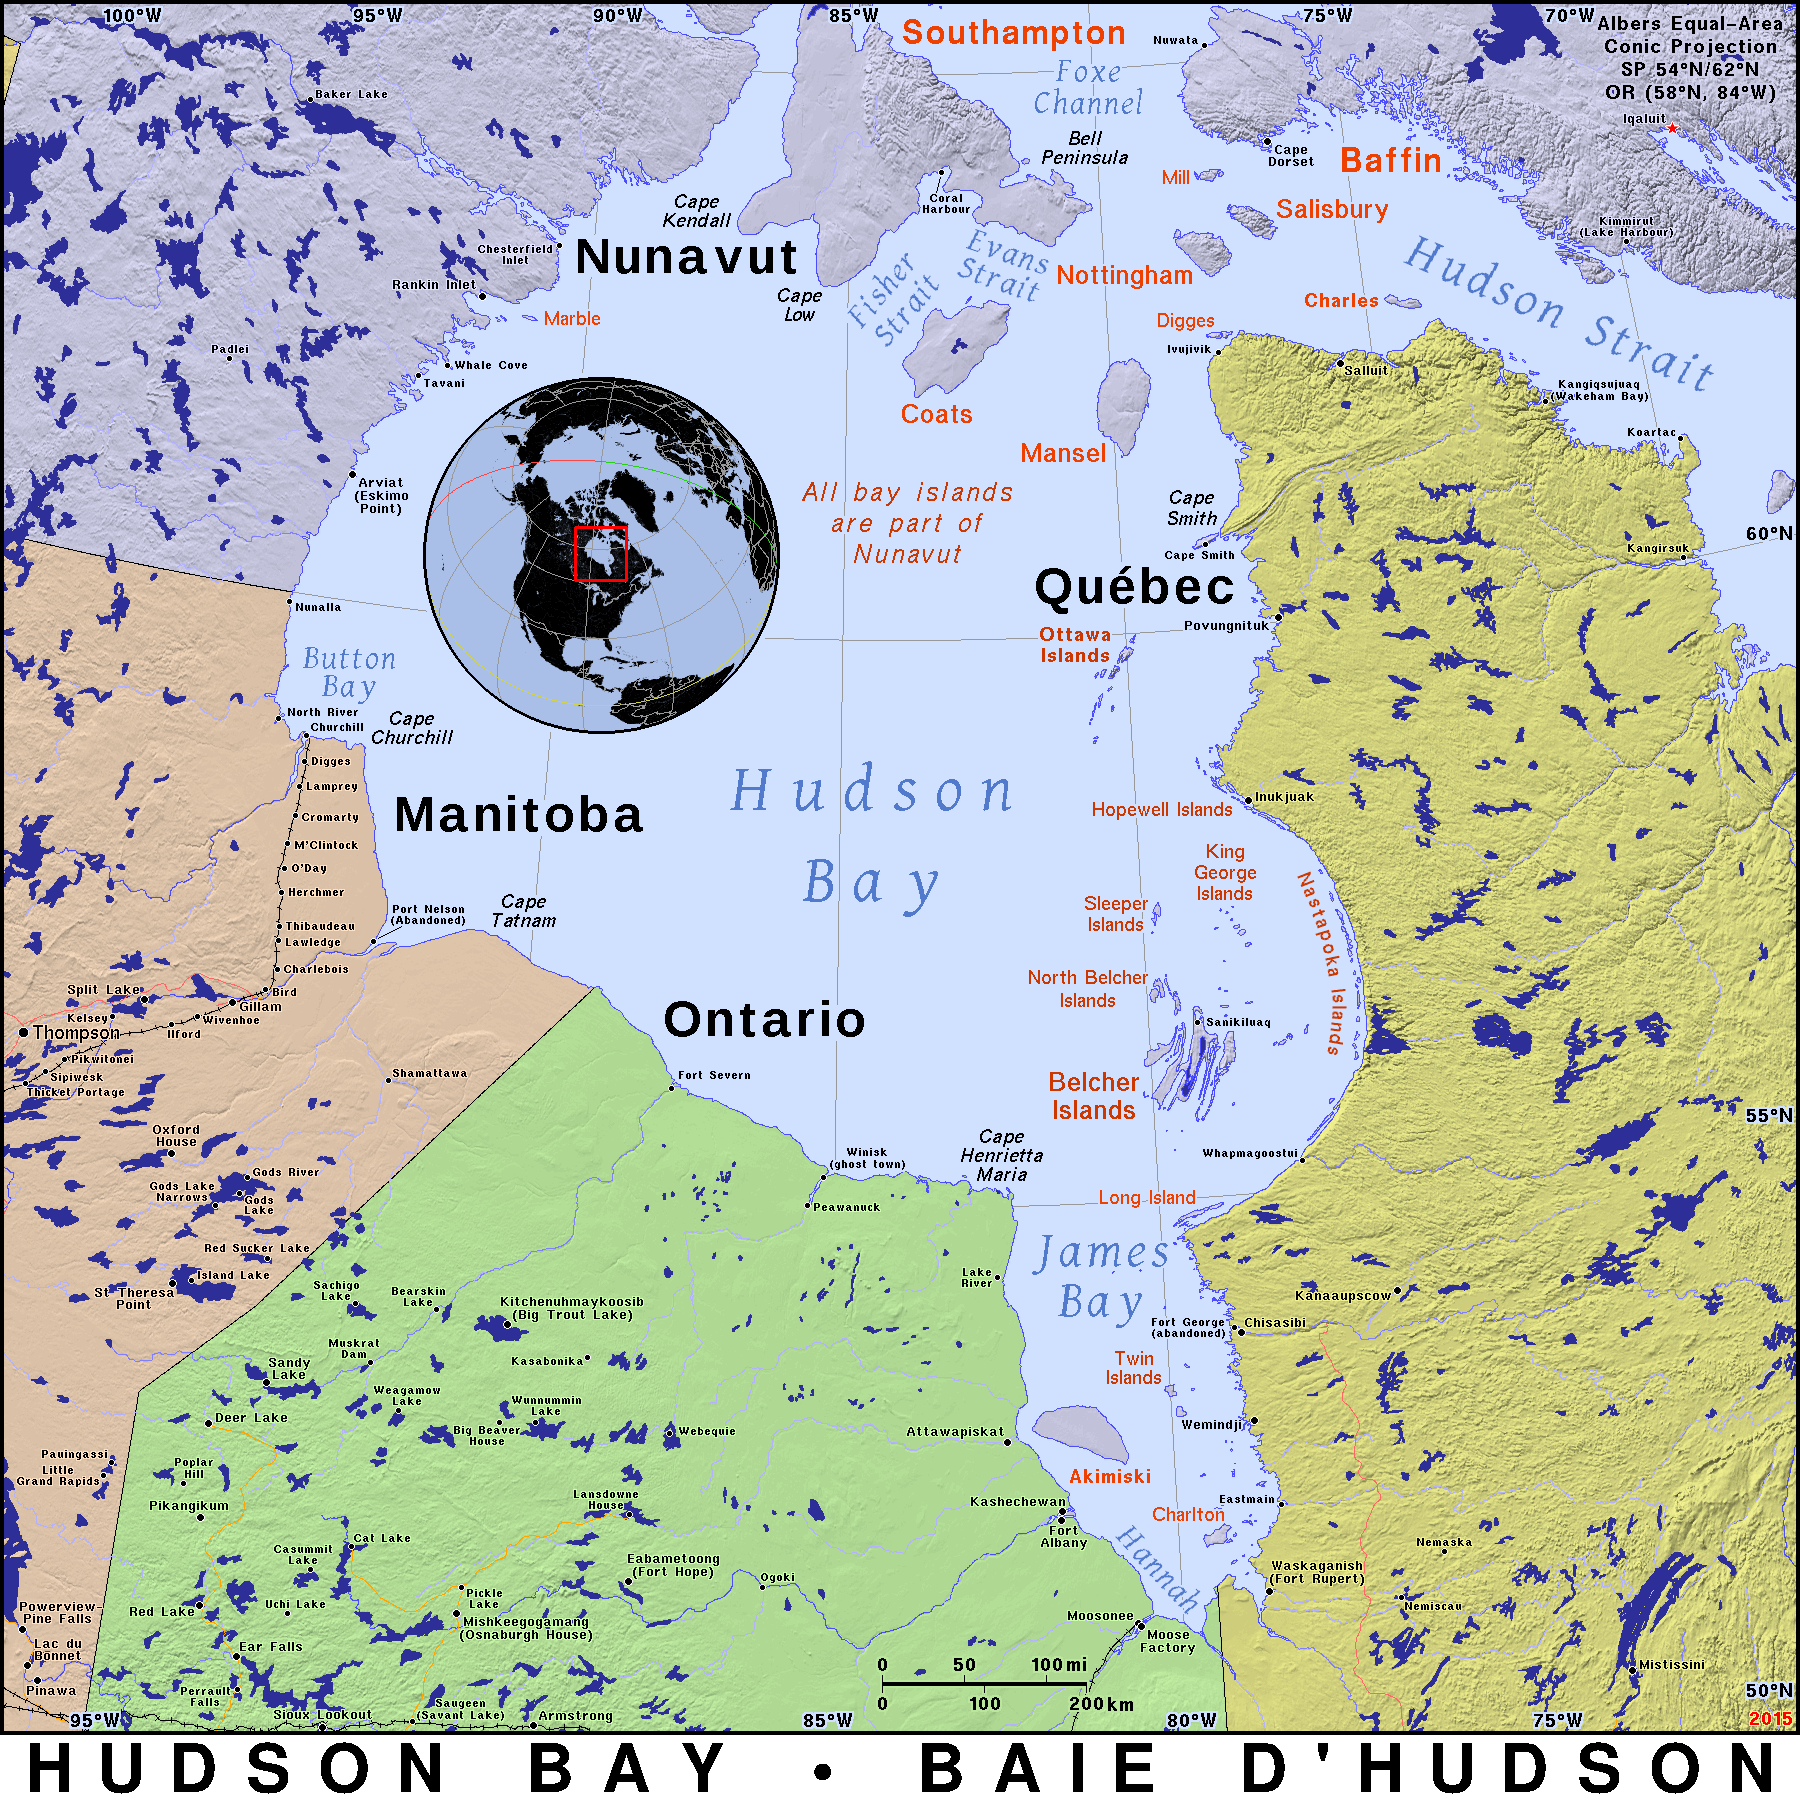 100°W
95°W
90°W
85°W
75°W
70°W
Albers Equal-Area
Conic Projection
SP 54°N/62°N
OR (58°N, 84°W)
Southampton
Foxe
Channel
Nuwata
Baker Lake
Iqaluit
Bell
Peninsula
Cape
Dorset
Baffin
Mill
Salisbury
Cape
Kendall
Coral
Harbour
Kimmirut
(Lake Harbour)
Chesterfield
Inlet
Nunavut
Evans
Strait
Fisher
Strait
Nottingham
Hudson Strait
Rankin Inlet
Cape
Low
Charles
Marble
Digges
Ivujivik
Padlei
Whale Cove
Tavani
Salluit
Kangiqsujuaq
(Wakeham Bay)
Coats
Mansel
Koartac
Arviat
(Eskimo
Point)
All bay islands
are part of
Nunavut
Cape
Smith
Cape Smith
60°N
Kangirsuk
Québec
Nunalla
Povungnituk
Ottawa
Islands
Button
Bay
North River
Churchill
Cape
Churchill
Digges
Lamprey
Cromarty
M'Clintock
O'Day
Herchmer
Thibaudeau
Lawledge
Charlebois
Bird
Manitoba
Hudson
Bay
Inukjuak
Hopewell Islands
King
George
Islands
Sleeper
Islands
Nastapoka Islands
Port Nelson
(Abandoned)
Cape
Tatnam
North Belcher
Islands
Split Lake
Gillam
Kelsey
Wivenhoe
Thompson
Ilford
Pikwitonei
Sipiwesk
Thicket Portage
Ontario
Sanikiluaq
Shamattawa
Fort Severn
Belcher
Islands
55°N
Oxford
House
Cape
Henrietta
Maria
Winisk
(ghost town)
Whapmagoostui
Gods River
Gods Lake
Narrows
Gods
Lake
Peawanuck
Long Island
Red Sucker Lake
Island Lake
St Theresa
Point
James
Bay
Lake
River
Sachigo
Lake
Bearskin
Lake
Kitchenuhmaykoosib
(Big Trout Lake)
Kanaaupscow
Fort George
(abandoned)
Chisasibi
Muskrat
Dam
Sandy
Lake
Kasabonika
Twin
Islands
Weagamow
Lake
Wunnummin
Lake
Deer Lake
Big Beaver
House
Webequie
Attawapiskat
Wemindji
Pauingassi
Little
Grand Rapids
Poplar
Hill
Akimiski
Pikangikum
Lansdowne
House
Kashechewan
Fort
Albany
Charlton
Eastmain
Cat Lake
Casummit
Lake
Hannah
Nemaska
Eabametoong
(Fort Hope)
Ogoki
Waskaganish
(Fort Rupert)
Powerview-
Pine Falls
Red Lake
Uchi Lake
Pickle
Lake
Mishkeegogamang
(Osnaburgh House)
Moosonee
Moose
Factory
Nemiscau
Lac du
Bonnet
Ear Falls
Pinawa
Perrault
Falls
0 50 100 mi
0 100 200 km
Mistissini
50°N
Sioux Lookout
Saugeen
(Savant Lake)
Armstrong
95°W
85°W
80°W
75°W
2015
HUDSON BAY • BAIE D'HUDSON